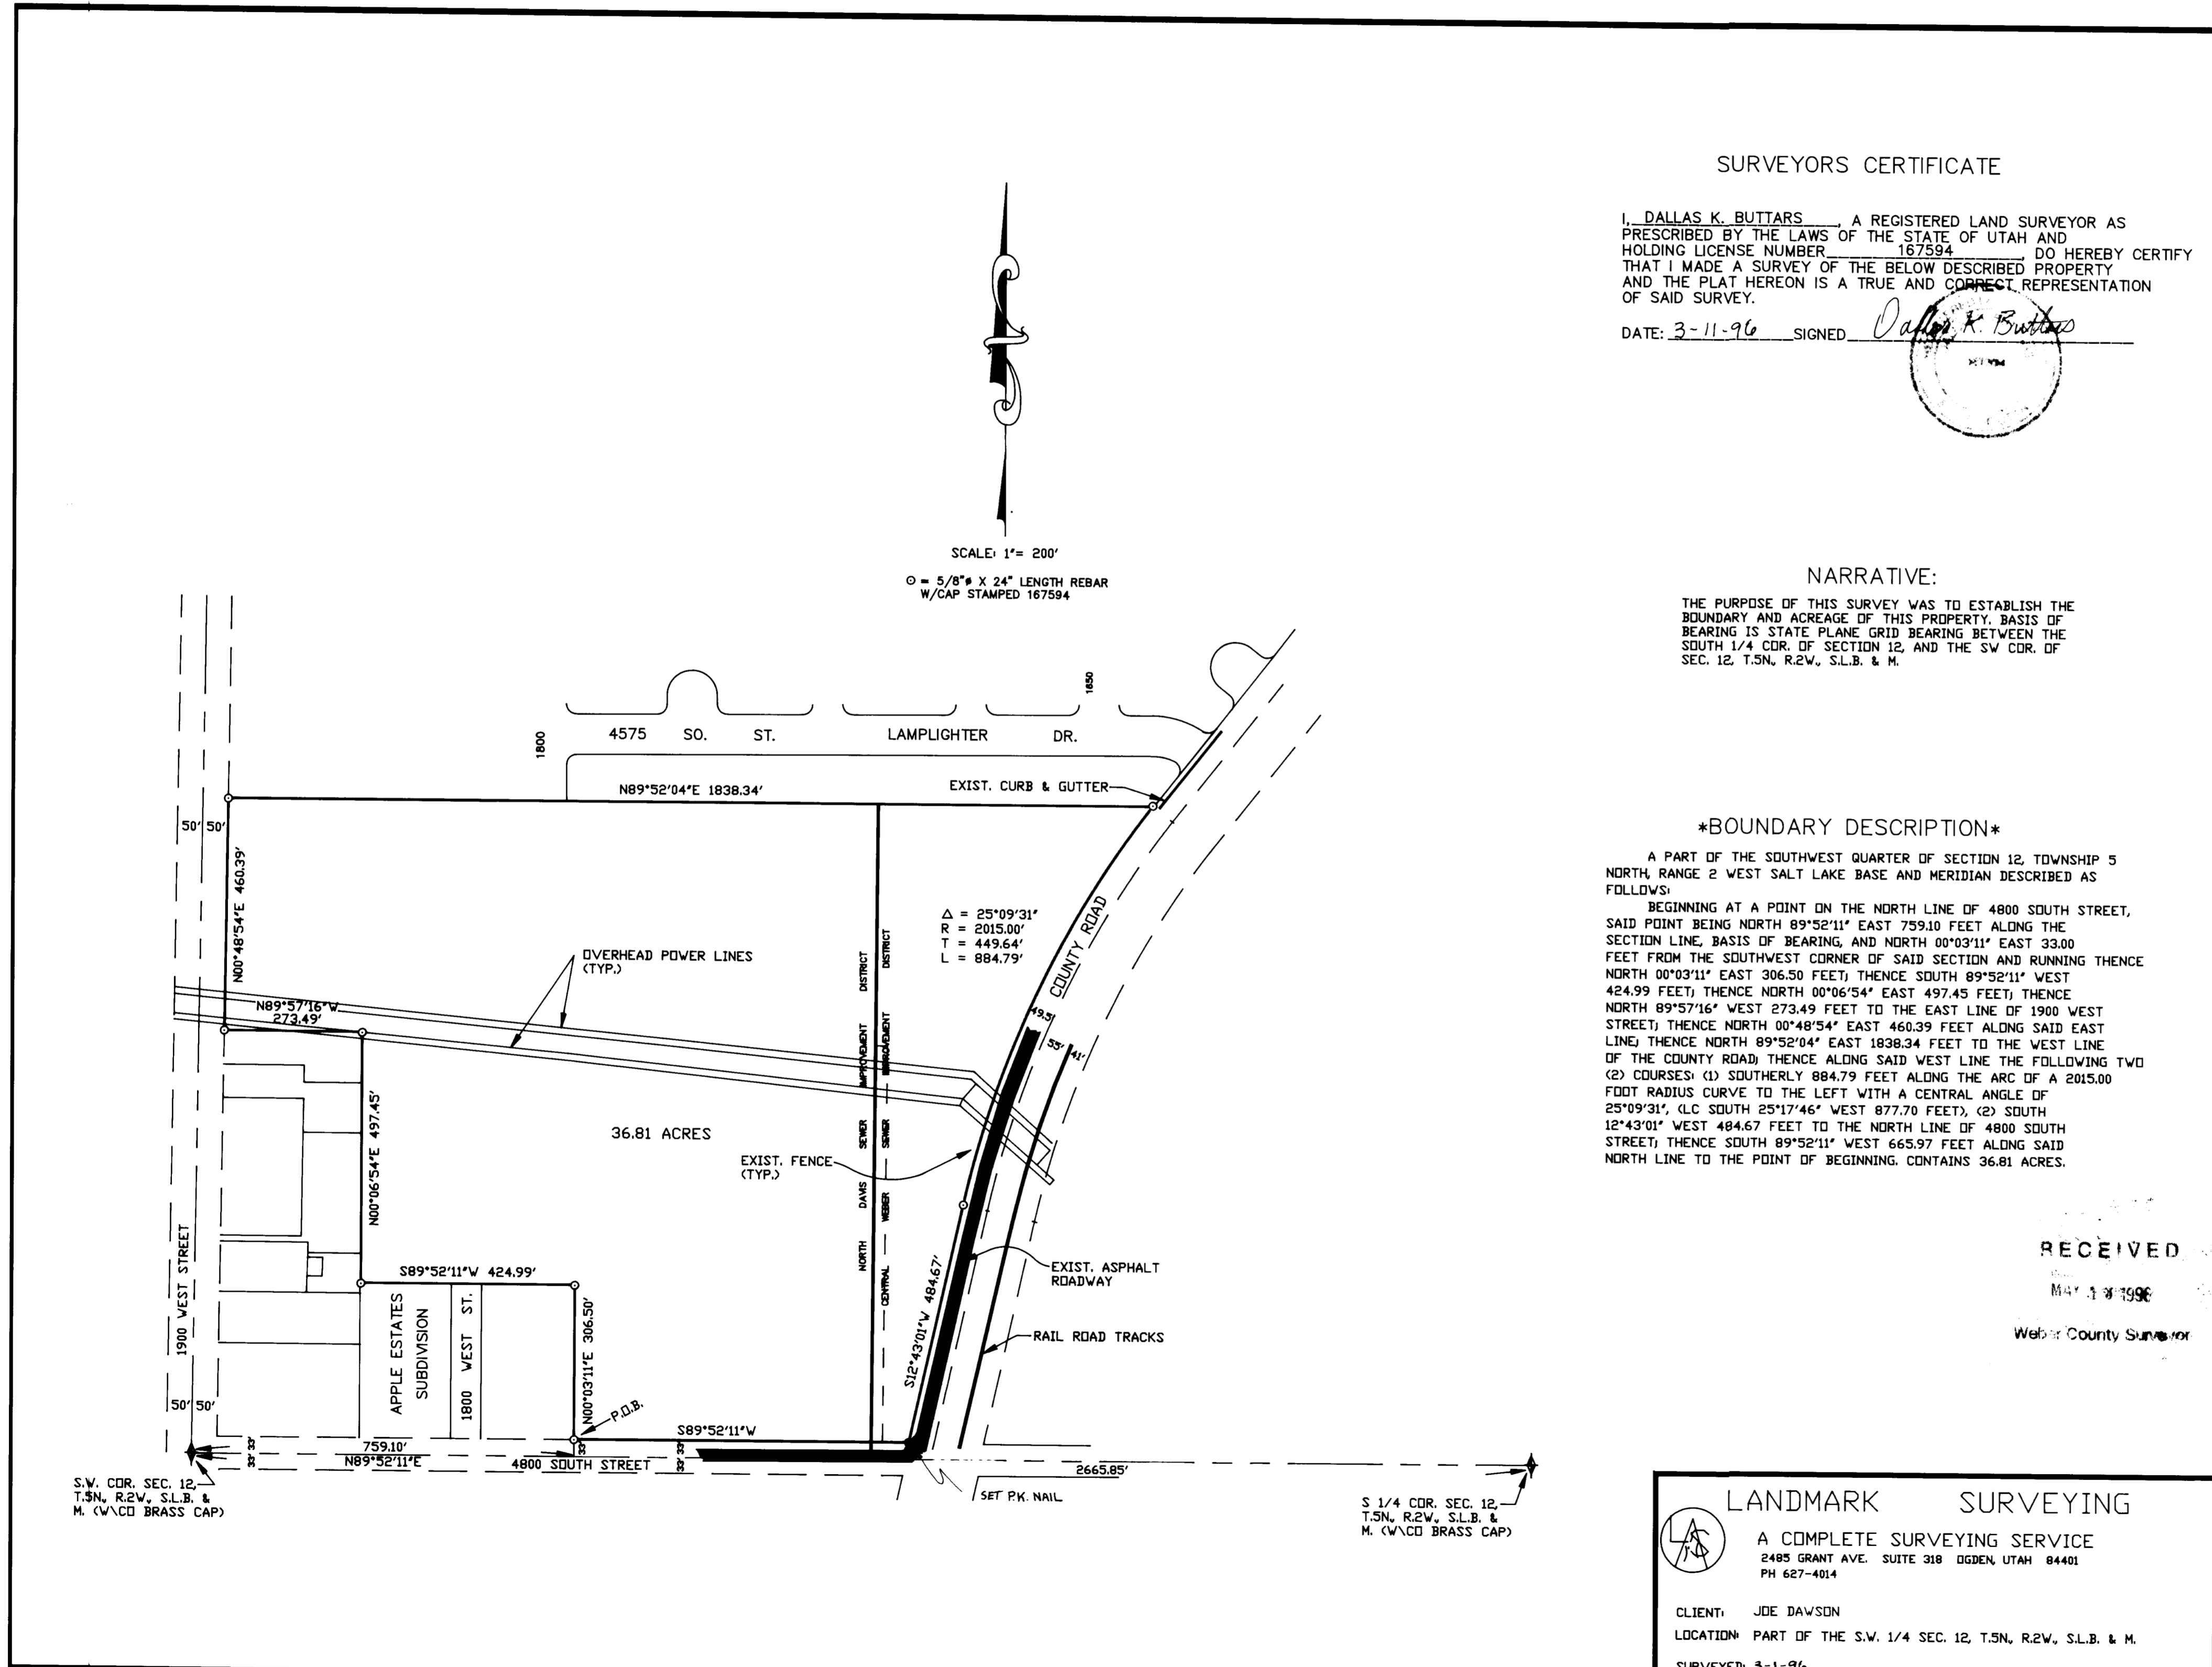 SURVEYORS CERTIFICATE
I, DALLAS K. BUTTARS, A REGISTERED LAND SURVEYOR AS
PRESCRIBED BY THE LAWS OF THE STATE OF UTAH AND
HOLDING LICENSE NUMBER 167594, DO HEREBY CERTIFY
THAT I MADE A SURVEY OF THE BELOW DESCRIBED PROPERTY
AND THE PLAT HEREON IS A TRUE AND CORRECT REPRESENTATION
OF SAID SURVEY.
DATE: 3-11-96 SIGNED Dallas K. Buttars
SCALE: 1"= 200'
⊙ = 5/8"ø X 24" LENGTH REBAR
W/CAP STAMPED 167594
NARRATIVE:
THE PURPOSE OF THIS SURVEY WAS TO ESTABLISH THE
BOUNDARY AND ACREAGE OF THIS PROPERTY. BASIS OF
BEARING IS STATE PLANE GRID BEARING BETWEEN THE
SOUTH 1/4 COR. OF SECTION 12, AND THE SW COR. OF
SEC. 12, T.5N., R.2W., S.L.B. & M.
1800
4575 SO. ST.
LAMPLIGHTER DR.
1650
N89°52'04"E 1838.34'
EXIST. CURB & GUTTER
50' 50'
N00°48'54"E 460.39'
Δ = 25°09'31"
R = 2015.00'
T = 449.64'
L = 884.79'
COUNTY ROAD
OVERHEAD POWER LINES
(TYP.)
N89°57'16"W
273.49'
49.5'
55'
41'
NORTH DAVIS SEWER IMPROVEMENT DISTRICT
CENTRAL WEBER SEWER IMPROVEMENT DISTRICT
36.81 ACRES
EXIST. FENCE
(TYP.)
N00°06'54"E 497.45'
1900 WEST STREET
S89°52'11"W 424.99'
APPLE ESTATES
SUBDIVISION
1800 WEST ST.
N00°03'11"E 306.50'
P.O.B.
S12°43'01"W 484.67'
EXIST. ASPHALT
ROADWAY
RAIL ROAD TRACKS
50' 50'
S89°52'11"W
33' 33'
759.10'
N89°52'11"E
33'
4800 SOUTH STREET
33' 33'
2665.85'
SET P.K. NAIL
S.W. COR. SEC. 12,
T.5N., R.2W., S.L.B. &
M. (W\CO BRASS CAP)
S 1/4 COR. SEC. 12,
T.5N., R.2W., S.L.B. &
M. (W\CO BRASS CAP)
*BOUNDARY DESCRIPTION*
A PART OF THE SOUTHWEST QUARTER OF SECTION 12, TOWNSHIP 5
NORTH, RANGE 2 WEST SALT LAKE BASE AND MERIDIAN DESCRIBED AS
FOLLOWS:
BEGINNING AT A POINT ON THE NORTH LINE OF 4800 SOUTH STREET,
SAID POINT BEING NORTH 89°52'11" EAST 759.10 FEET ALONG THE
SECTION LINE, BASIS OF BEARING, AND NORTH 00°03'11" EAST 33.00
FEET FROM THE SOUTHWEST CORNER OF SAID SECTION AND RUNNING THENCE
NORTH 00°03'11" EAST 306.50 FEET; THENCE SOUTH 89°52'11" WEST
424.99 FEET; THENCE NORTH 00°06'54" EAST 497.45 FEET; THENCE
NORTH 89°57'16" WEST 273.49 FEET TO THE EAST LINE OF 1900 WEST
STREET; THENCE NORTH 00°48'54" EAST 460.39 FEET ALONG SAID EAST
LINE; THENCE NORTH 89°52'04" EAST 1838.34 FEET TO THE WEST LINE
OF THE COUNTY ROAD; THENCE ALONG SAID WEST LINE THE FOLLOWING TWO
(2) COURSES: (1) SOUTHERLY 884.79 FEET ALONG THE ARC OF A 2015.00
FOOT RADIUS CURVE TO THE LEFT WITH A CENTRAL ANGLE OF
25°09'31", (LC SOUTH 25°17'46" WEST 877.70 FEET), (2) SOUTH
12°43'01" WEST 484.67 FEET TO THE NORTH LINE OF 4800 SOUTH
STREET; THENCE SOUTH 89°52'11" WEST 665.97 FEET ALONG SAID
NORTH LINE TO THE POINT OF BEGINNING. CONTAINS 36.81 ACRES.
RECEIVED
MAY 1 1996
Weber County Surveyor
LANDMARK SURVEYING
A COMPLETE SURVEYING SERVICE
2485 GRANT AVE. SUITE 318 OGDEN, UTAH 84401
PH 627-4014
CLIENT: JOE DAWSON
LOCATION: PART OF THE S.W. 1/4 SEC. 12, T.5N., R.2W., S.L.B. & M.
SURVEYED: 3-1-96